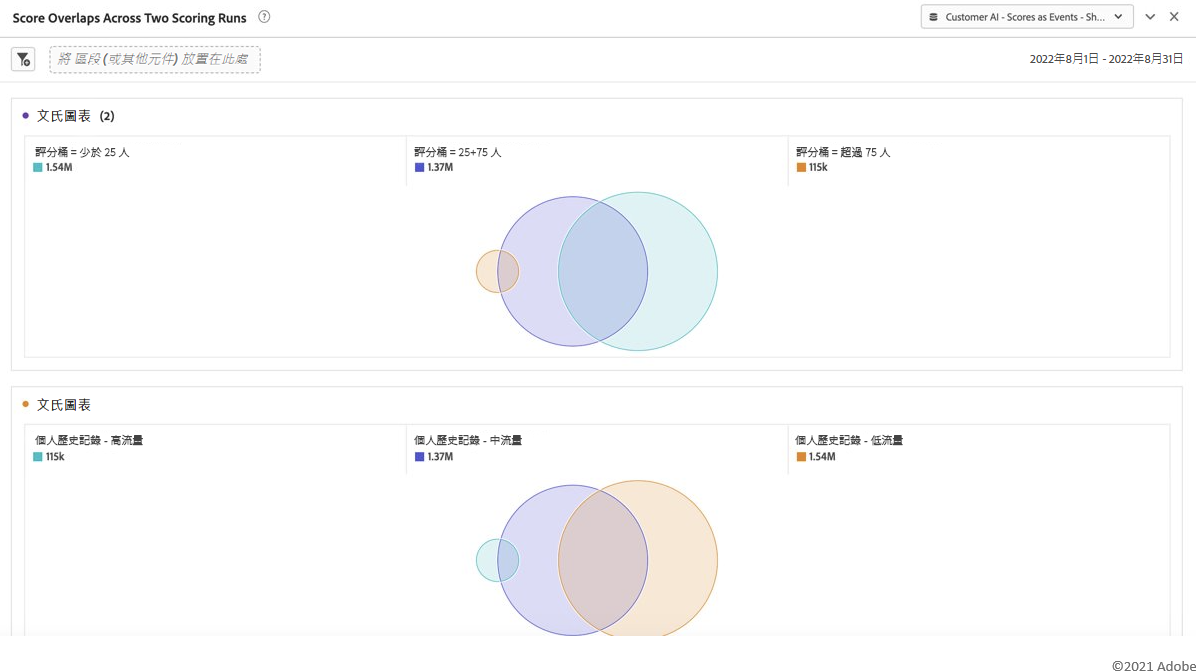 Score Overlaps Across Two Scoring Runs ?
Customer AI - Scores as Events - Sh...
將 區段 (或其他元件) 放置在此處
2022年8月1日 - 2022年8月31日
文氏圖表 (2)
評分桶 = 少於 25 人
1.54M
評分桶 = 25+75 人
1.37M
評分桶 = 超過 75 人
115k
文氏圖表
個人歷史記錄 - 高流量
115k
個人歷史記錄 - 中流量
1.37M
個人歷史記錄 - 低流量
1.54M
©2021 Adobe